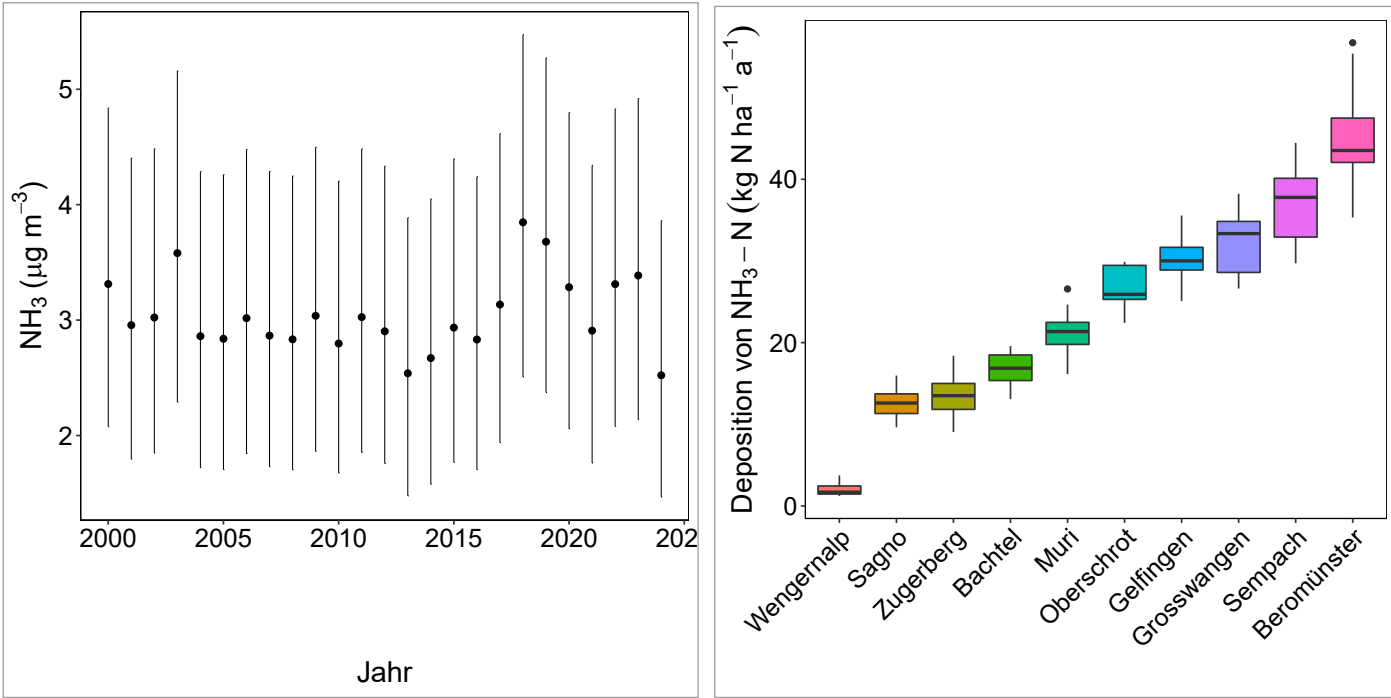 NH₃ (µg m⁻³)
5
4
3
2
2000 2005 2010 2015 2020 202
Jahr
Deposition von NH₃ – N (kg N ha⁻¹ a⁻¹)
40
20
0
Wengernalp
Sagno
Zugerberg
Bachtel
Muri
Oberschrot
Gelfingen
Grosswangen
Sempach
Beromünster